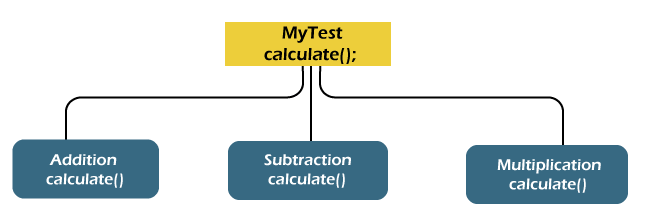 MyTest
calculate();
Addition
calculate()
Subtraction
calculate()
Multiplication
calculate()